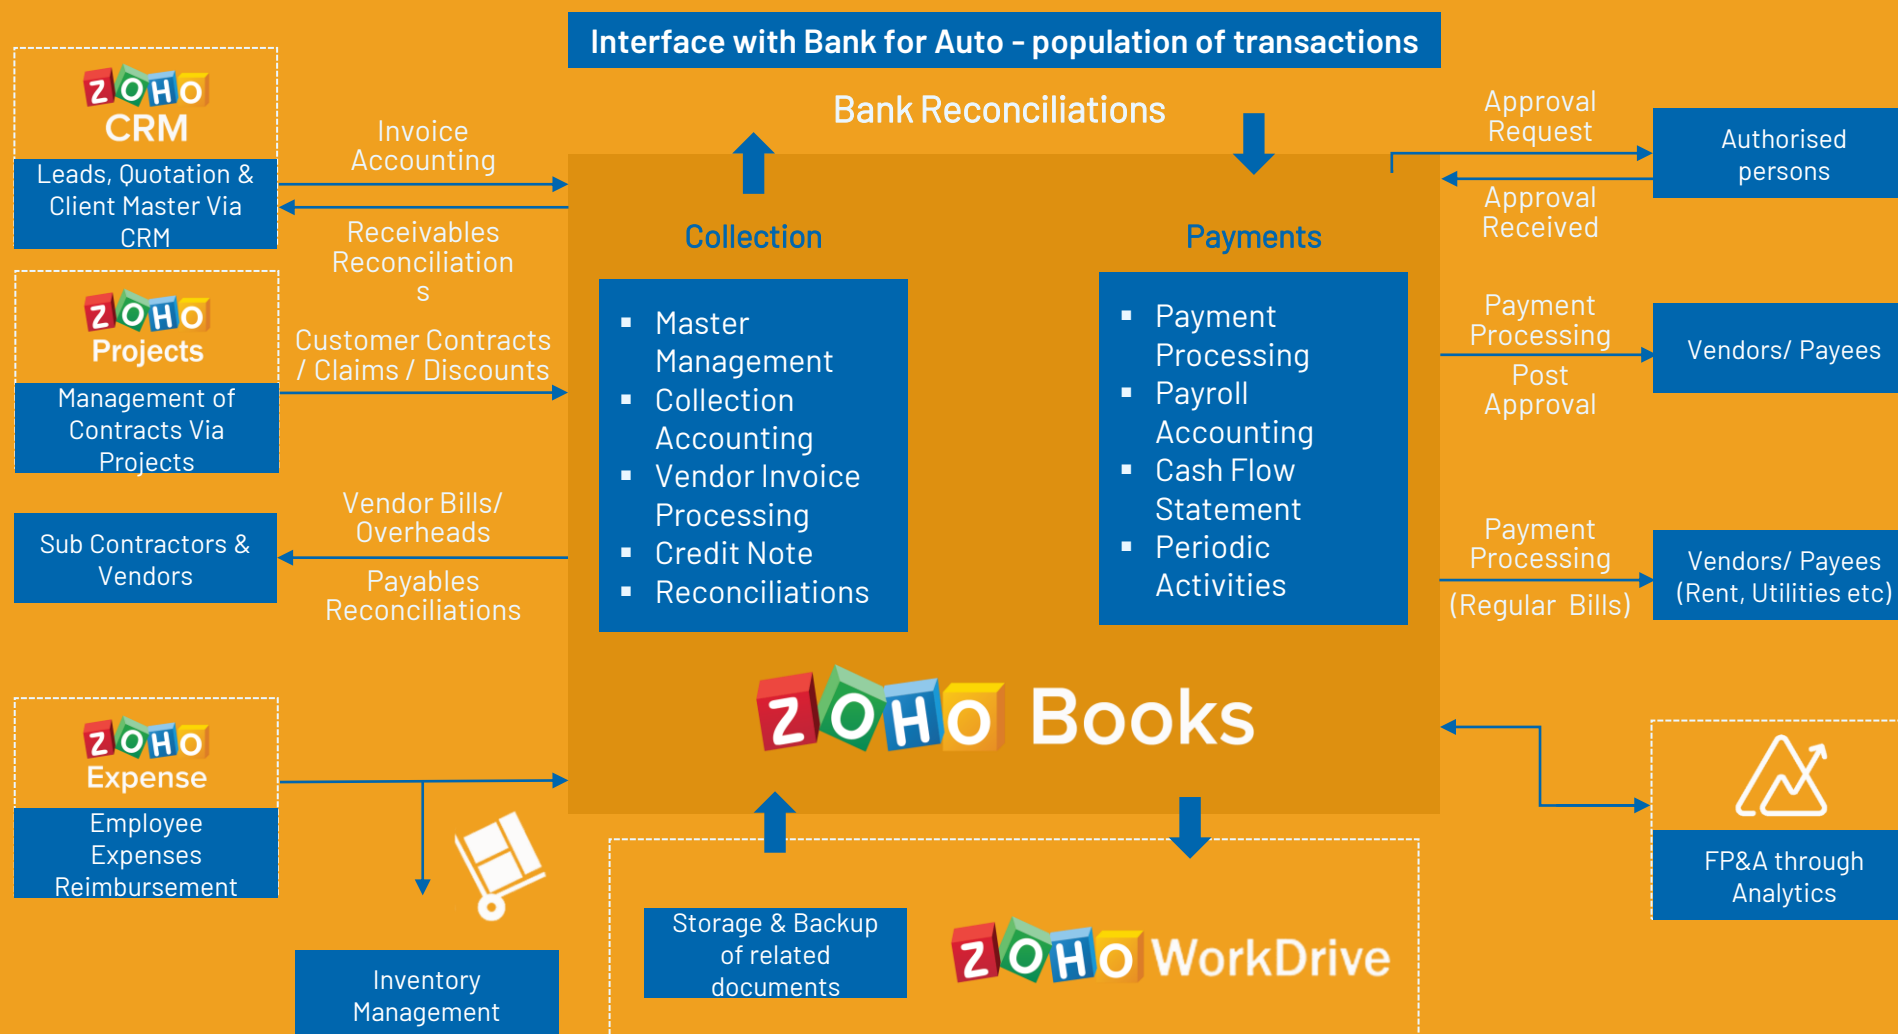 Interface with Bank for Auto - population of transactions
Bank Reconciliations
ZOHO
CRM
Leads, Quotation &
Client Master Via
CRM
Invoice
Accounting
Receivables
Reconciliation
s
ZOHO
Projects
Management of
Contracts Via
Projects
Customer Contracts
/ Claims / Discounts
Sub Contractors &
Vendors
Vendor Bills/
Overheads
Payables
Reconciliations
ZOHO
Expense
Employee
Expenses
Reimbursement
Inventory
Management
Collection
▪ Master
Management
▪ Collection
Accounting
▪ Vendor Invoice
Processing
▪ Credit Note
▪ Reconciliations
Payments
▪ Payment
Processing
▪ Payroll
Accounting
▪ Cash Flow
Statement
▪ Periodic
Activities
ZOHO Books
Storage & Backup
of related
documents
ZOHO WorkDrive
Approval
Request
Approval
Received
Authorised
persons
Payment
Processing
Post
Approval
Vendors/ Payees
Payment
Processing
(Regular Bills)
Vendors/ Payees
(Rent, Utilities etc)
FP&A through
Analytics